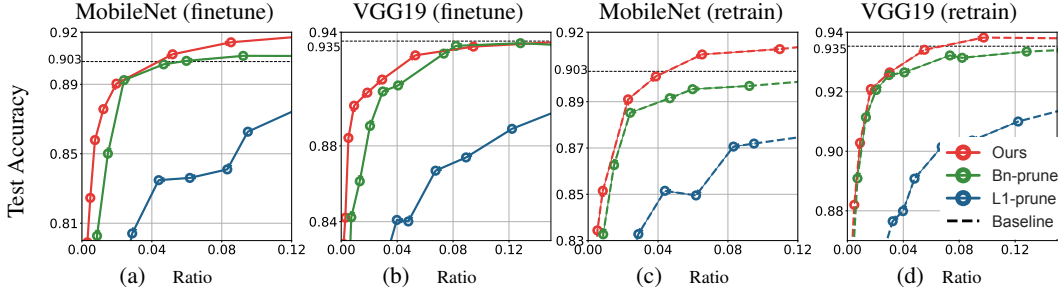 MobileNet (finetune)
VGG19 (finetune)
MobileNet (retrain)
VGG19 (retrain)
Test Accuracy
0.92
0.903
0.89
0.85
0.81
0.0 0.04 0.08 0.12
(a) Ratio
0.94
0.935
0.88
0.84
0.00 0.04 0.08 0.12
(b) Ratio
0.92
0.903
0.89
0.87
0.85
0.83
0.00 0.04 0.08 0.12
(c) Ratio
0.94
0.935
0.92
0.90
0.88
0.00 0.04 0.08 0.12
(d) Ratio
Ours
Bn-prune
L1-prune
Baseline